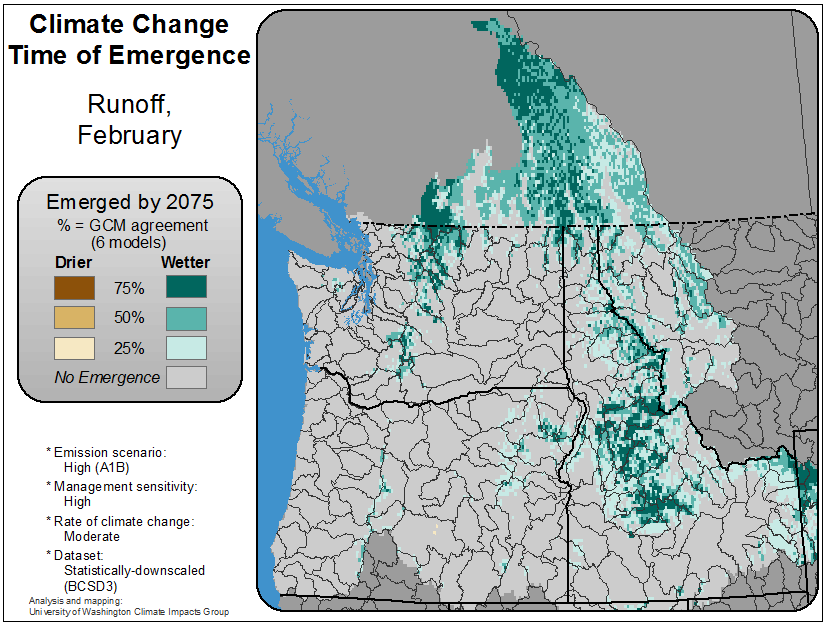 Climate Change
Time of Emergence
Runoff,
February
Emerged by 2075
% = GCM agreement
(6 models)
Drier Wetter
75%
50%
25%
No Emergence
* Emission scenario:
High (A1B)
* Management sensitivity:
High
* Rate of climate change:
Moderate
* Dataset:
Statistically-downscaled
(BCSD3)
Analysis and mapping:
University of Washington Climate Impacts Group